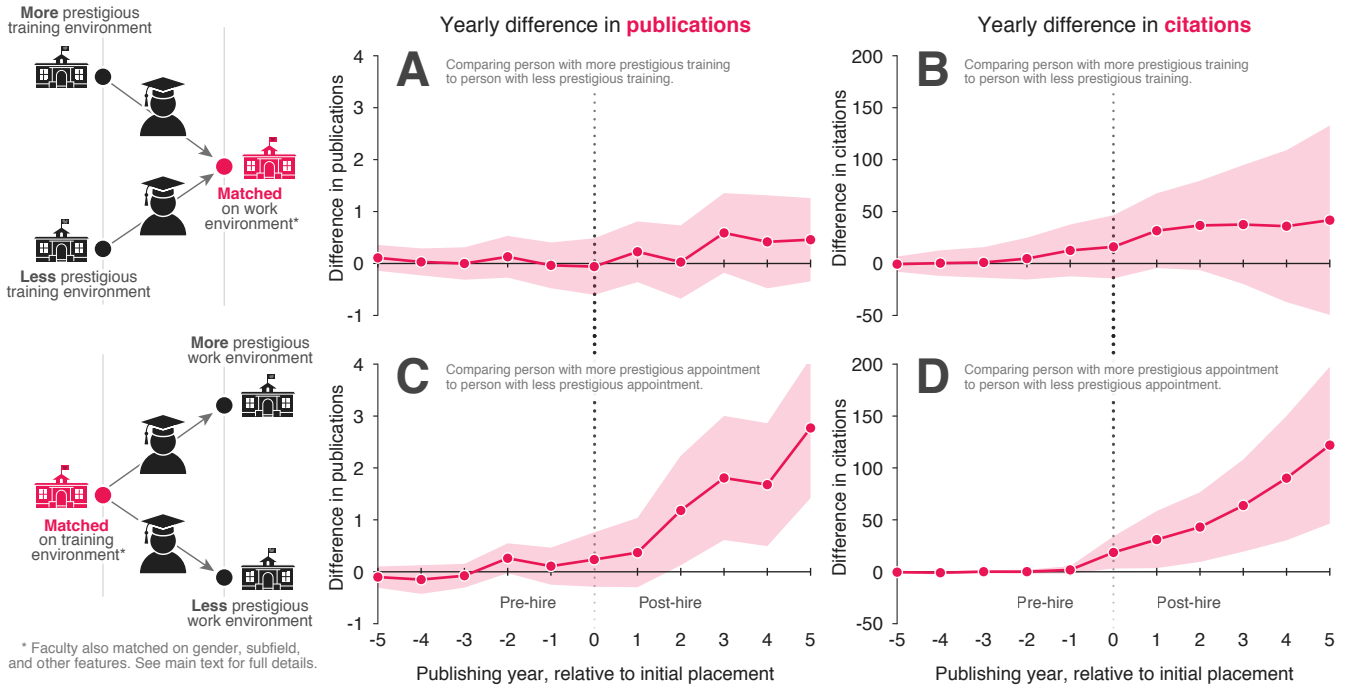 More prestigious
training environment
Matched
on work
environment*
Less prestigious
training environment
More prestigious
work environment
Matched
on training
environment*
Less prestigious
work environment
* Faculty also matched on gender, subfield,
and other features. See main text for full details.
Yearly difference in publications
A
Comparing person with more prestigious training
to person with less prestigious training.
Difference in publications
4
3
2
1
0
-1
Yearly difference in citations
B
Comparing person with more prestigious training
to person with less prestigious training.
Difference in citations
200
150
100
50
0
-50
C
Comparing person with more prestigious appointment
to person with less prestigious appointment.
Difference in publications
4
3
2
1
0
-1
Pre-hire
Post-hire
-5 -4 -3 -2 -1 0 1 2 3 4 5
Publishing year, relative to initial placement
D
Comparing person with more prestigious appointment
to person with less prestigious appointment.
Difference in citations
200
150
100
50
0
-50
Pre-hire
Post-hire
-5 -4 -3 -2 -1 0 1 2 3 4 5
Publishing year, relative to initial placement